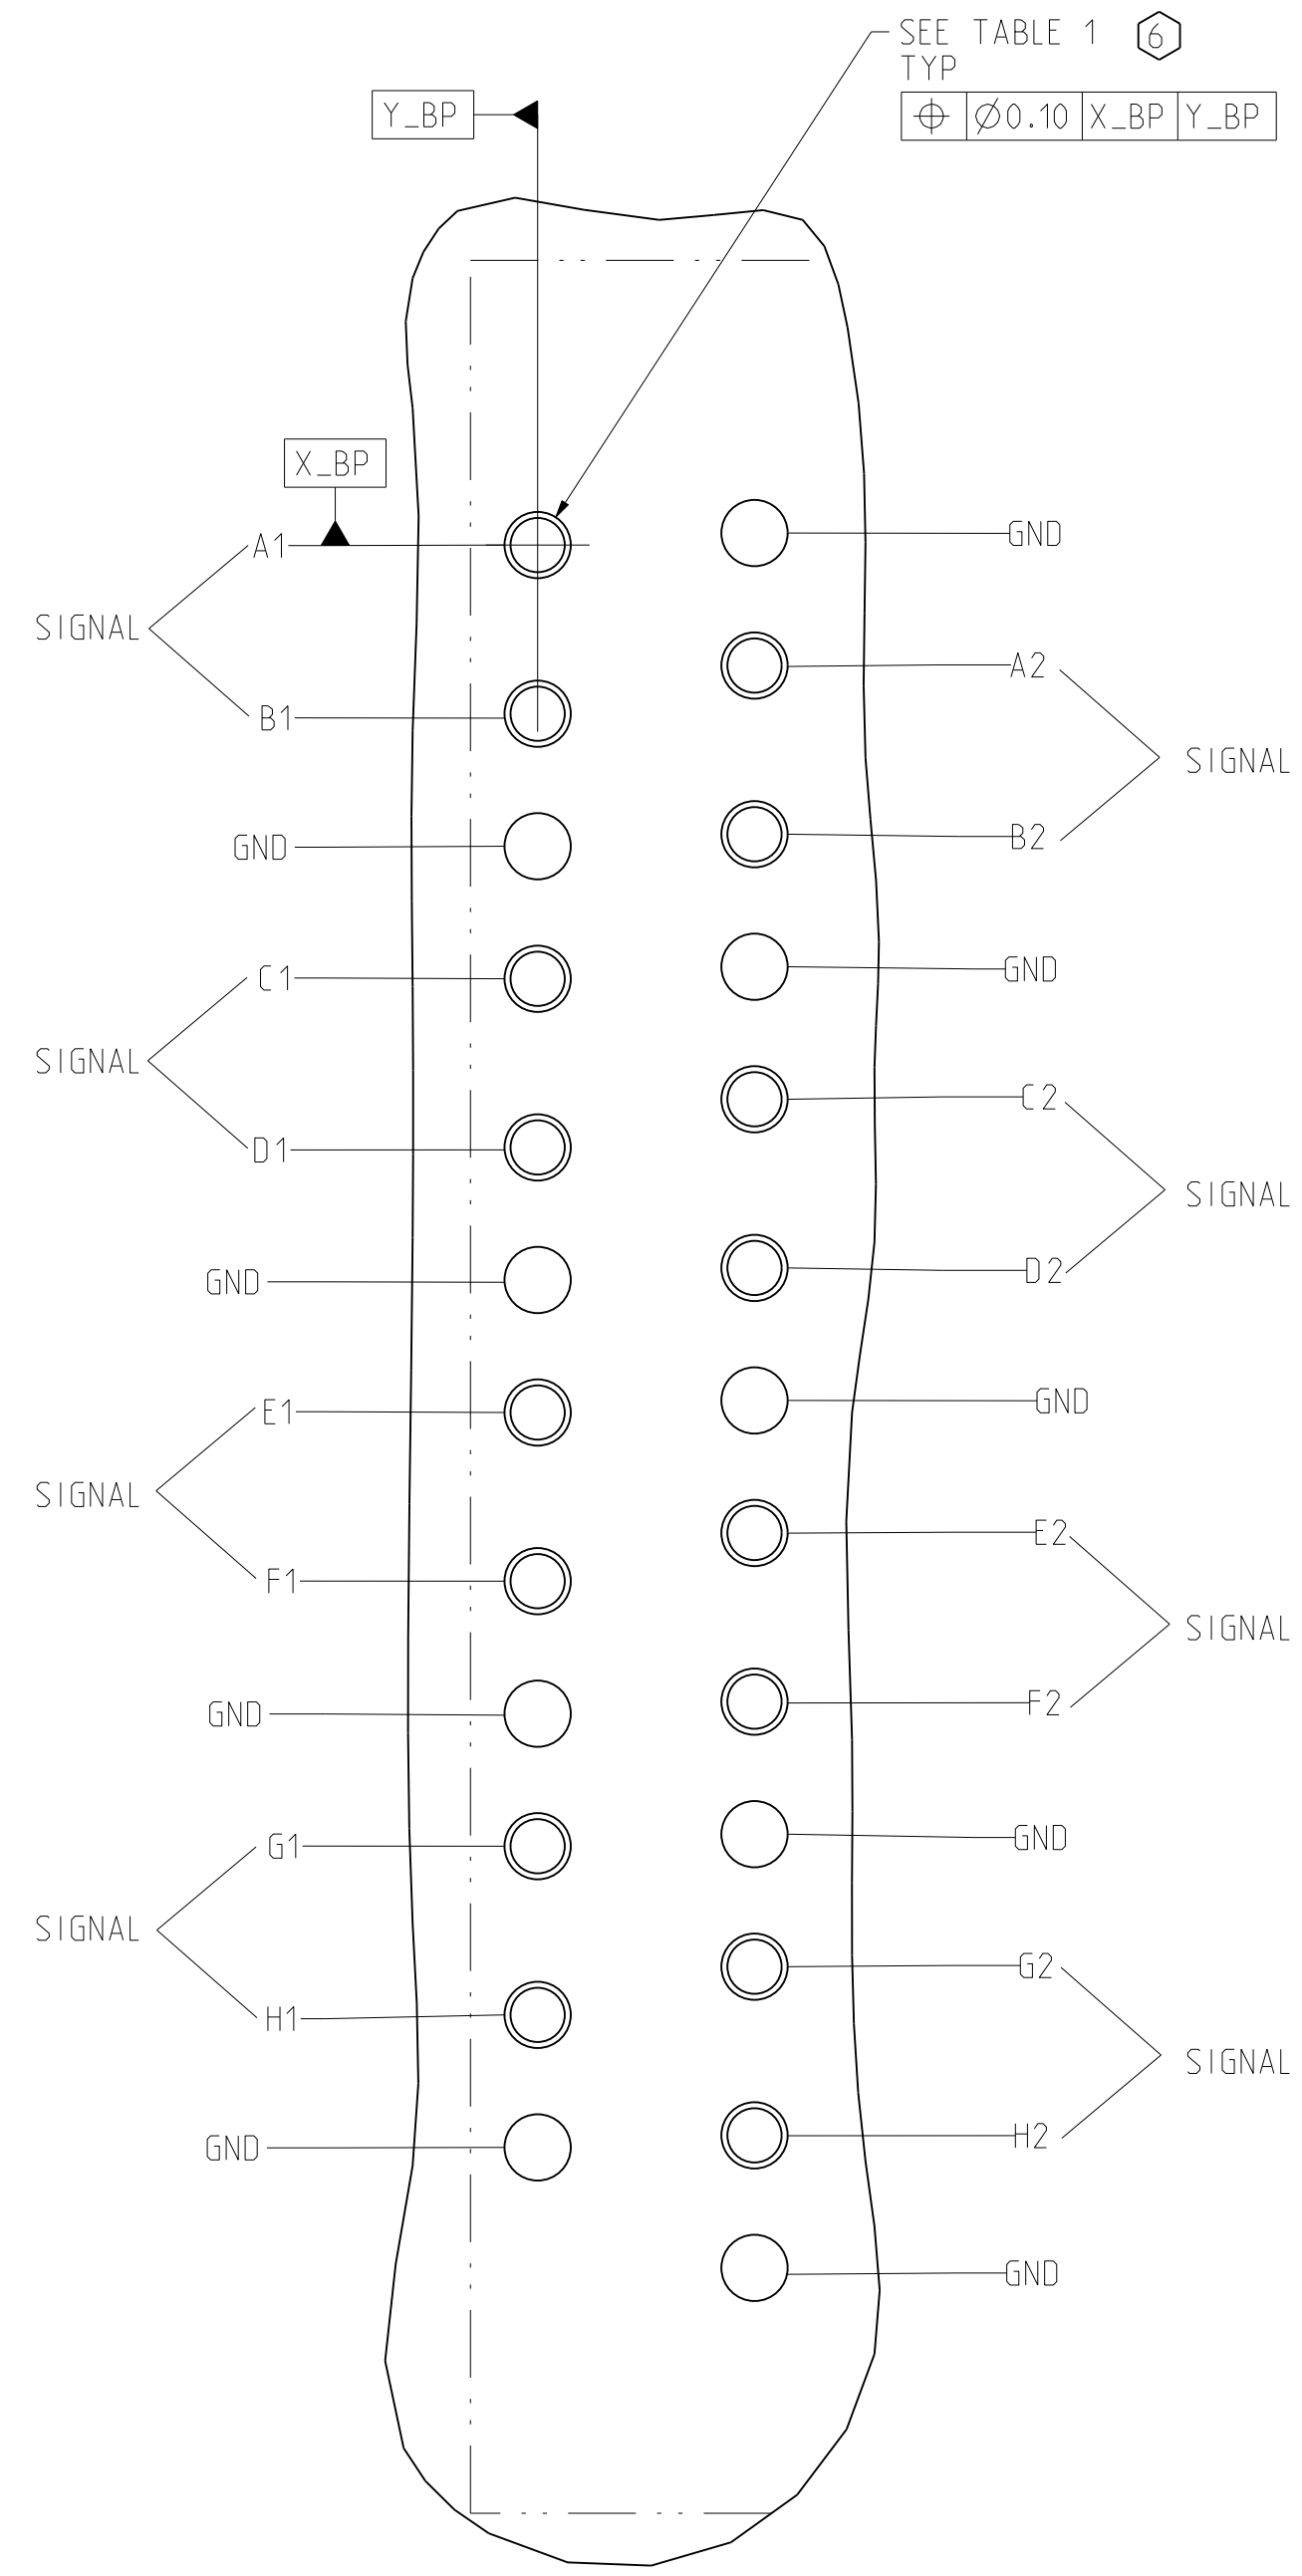 SEE TABLE 1 6
TYP
Y_BP
⌖ Ø0.10 X_BP Y_BP
X_BP
A1
GND
SIGNAL
A2
B1
SIGNAL
GND
B2
C1
GND
SIGNAL
C2
D1
SIGNAL
GND
D2
E1
GND
SIGNAL
E2
F1
SIGNAL
GND
F2
G1
GND
SIGNAL
G2
H1
SIGNAL
GND
H2
GND